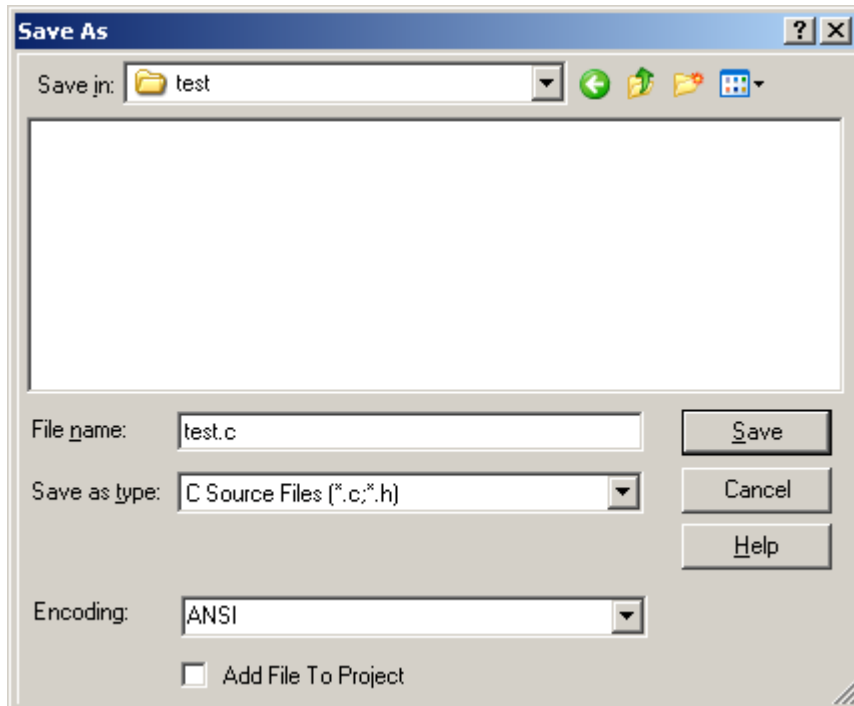 Save As
Save in: test
File name: test.c Save
Save as type: C Source Files (*.c;*.h) Cancel
Help
Encoding: ANSI
Add File To Project